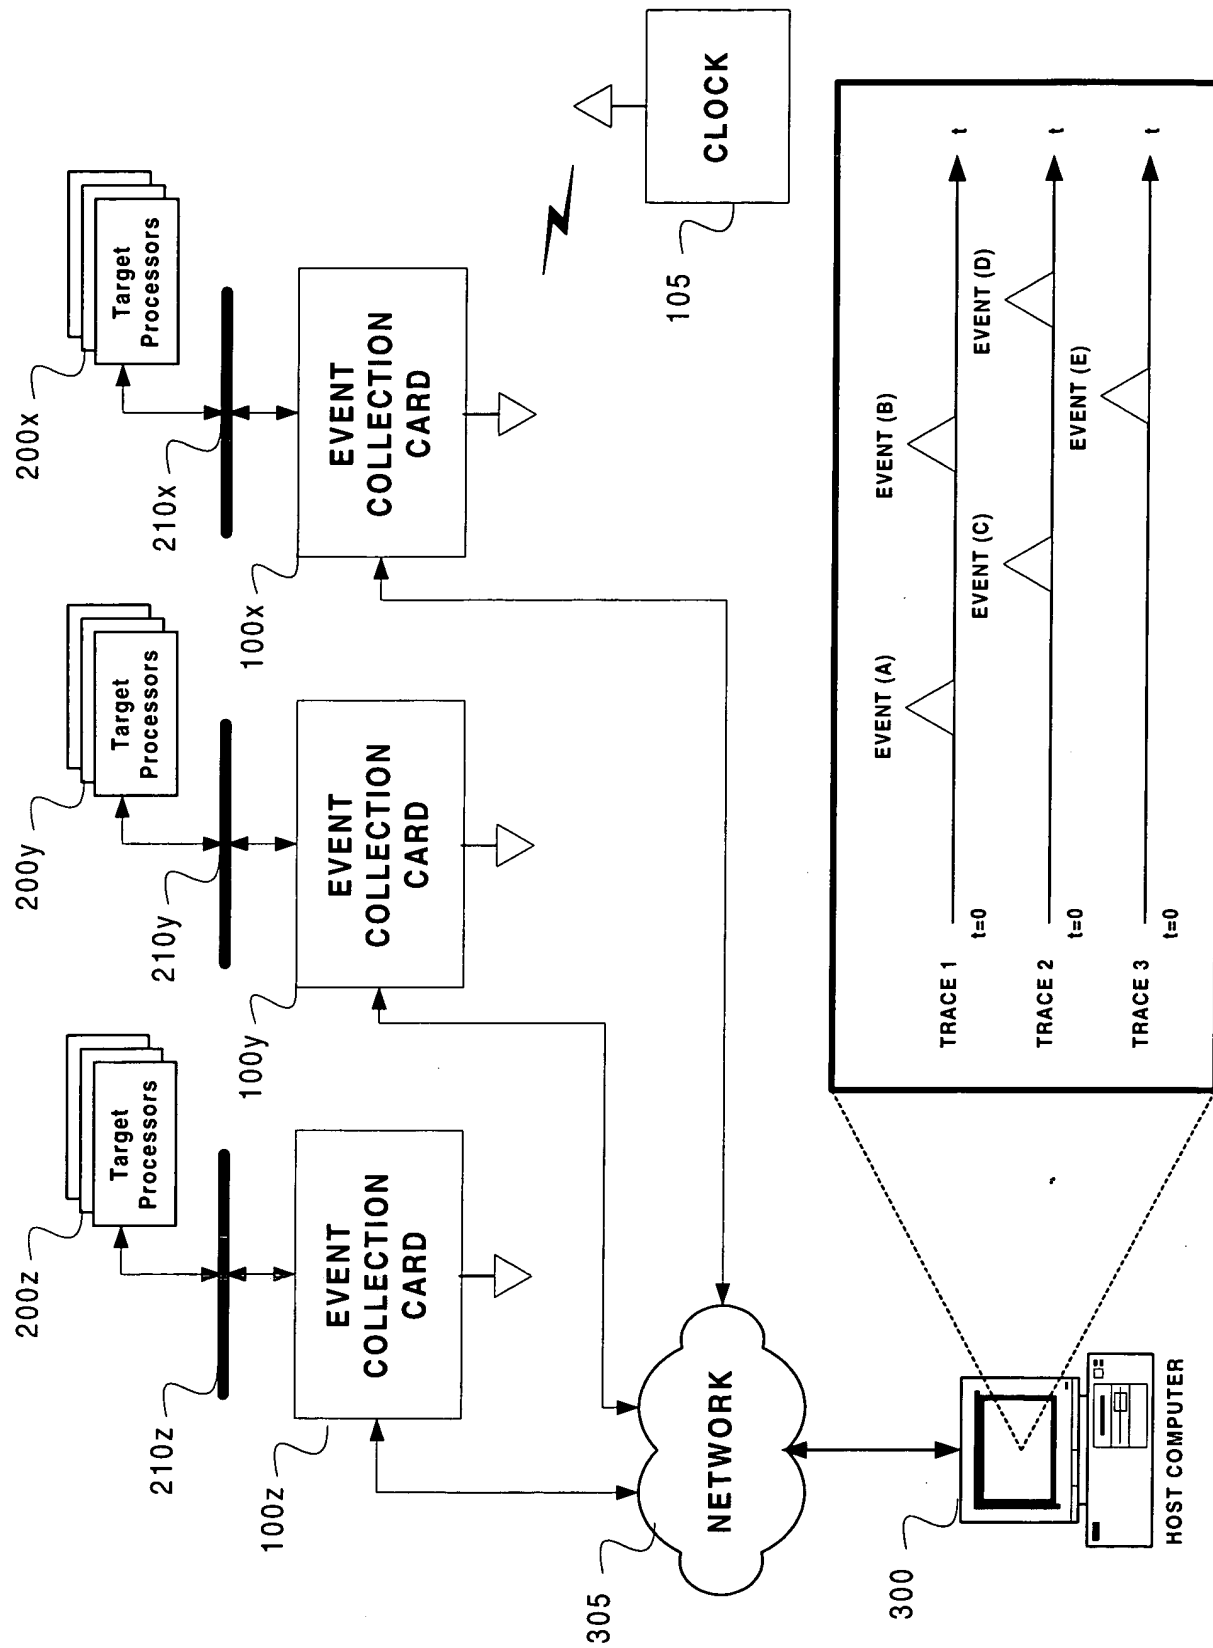 200z
Target
Processors
210z
100z
EVENT
COLLECTION
CARD
200y
Target
Processors
210y
100y
EVENT
COLLECTION
CARD
200x
Target
Processors
210x
100x
EVENT
COLLECTION
CARD
305
NETWORK
105
CLOCK
300
HOST COMPUTER
EVENT (A)
EVENT (B)
TRACE 1
t=0
t
EVENT (C)
EVENT (D)
TRACE 2
t=0
t
EVENT (E)
TRACE 3
t=0
t